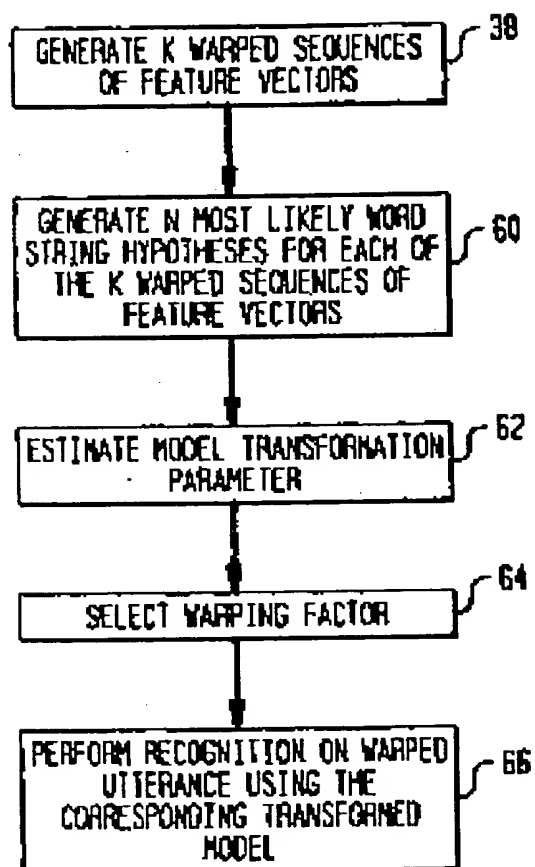 GENERATE K WARPED SEQUENCES
OF FEATURE VECTORS
38
GENERATE N MOST LIKELY WORD
STRING HYPOTHESES FOR EACH OF
THE K WARPED SEQUENCES OF
FEATURE VECTORS
60
ESTIMATE MODEL TRANSFORMATION
PARAMETER
62
SELECT WARPING FACTOR
64
PERFORM RECOGNITION ON WARPED
UTTERANCE USING THE
CORRESPONDING TRANSFORMED
MODEL
66